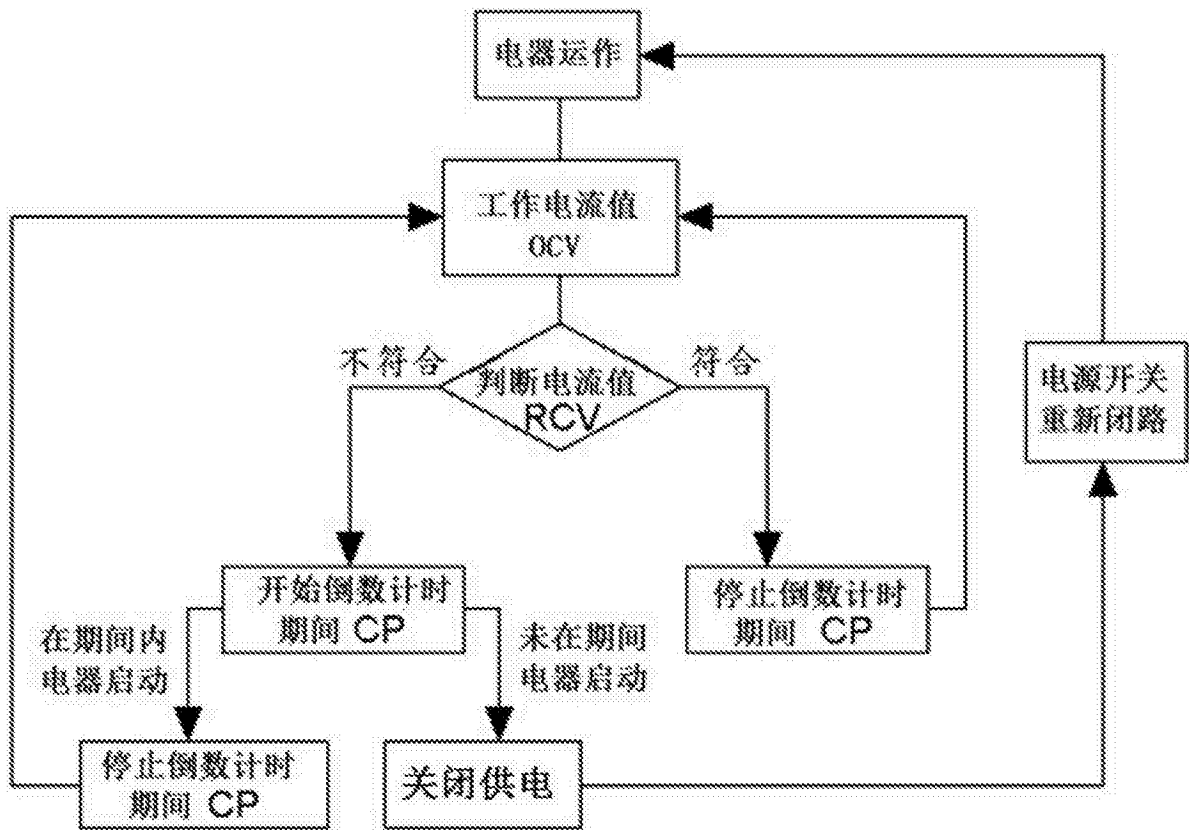 电器运作
工作电流值
OCV
不符合
符合
判断电流值
RCV
电源开关
重新闭路
开始倒数计时
期间 CP
停止倒数计时
期间 CP
在期间内
电器启动
未在期间
电器启动
停止倒数计时
期间 CP
关闭供电